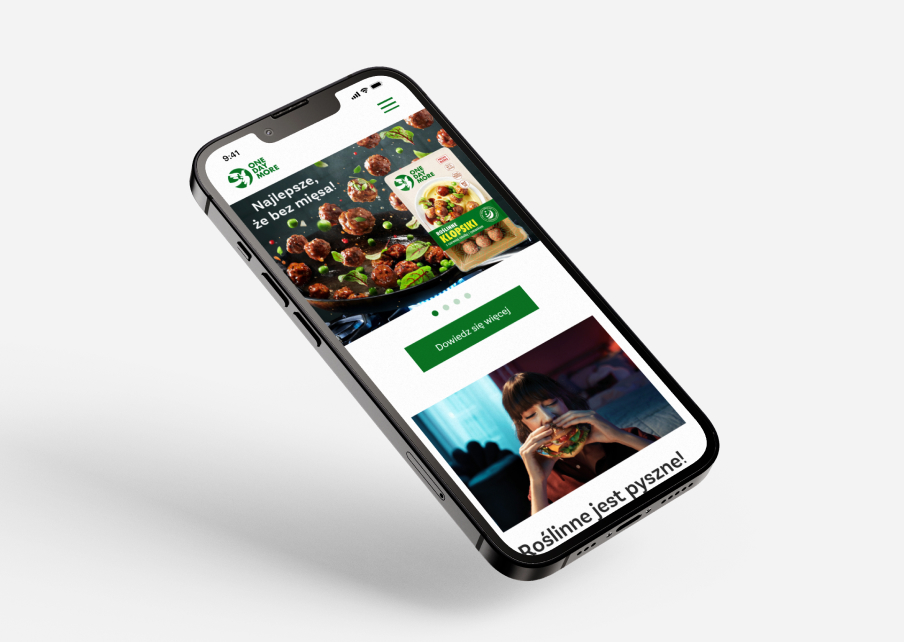 9:41
ONE
DAY
MORE
Najlepsze,
że bez mięsa!
ONE
DAY
MORE
ROŚLINNE
KLOPSIKI
Dowiedz się więcej
Roślinne jest pyszne!